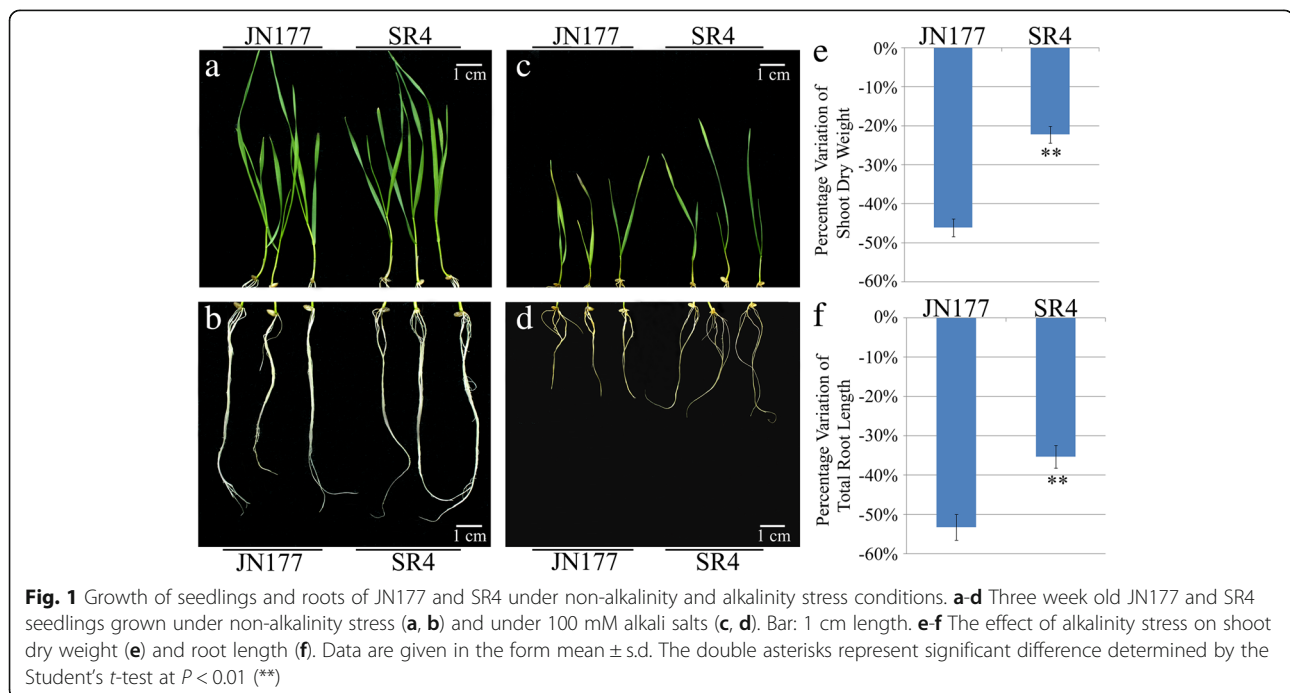 JN177 SR4
a
1 cm
JN177 SR4
c
1 cm
b
1 cm
JN177 SR4
d
1 cm
JN177 SR4
e
JN177 SR4
0%
-10%
-20%
-30%
-40%
-50%
-60%
**
Percentage Variation of
Shoot Dry Weight
f
JN177 SR4
0%
-10%
-20%
-30%
-40%
-50%
-60%
**
Percentage Variation of
Total Root Length
Fig. 1 Growth of seedlings and roots of JN177 and SR4 under non-alkalinity and alkalinity stress conditions. a-d Three week old JN177 and SR4
seedlings grown under non-alkalinity stress (a, b) and under 100 mM alkali salts (c, d). Bar: 1 cm length. e-f The effect of alkalinity stress on shoot
dry weight (e) and root length (f). Data are given in the form mean ± s.d. The double asterisks represent significant difference determined by the
Student's t-test at P < 0.01 (**)